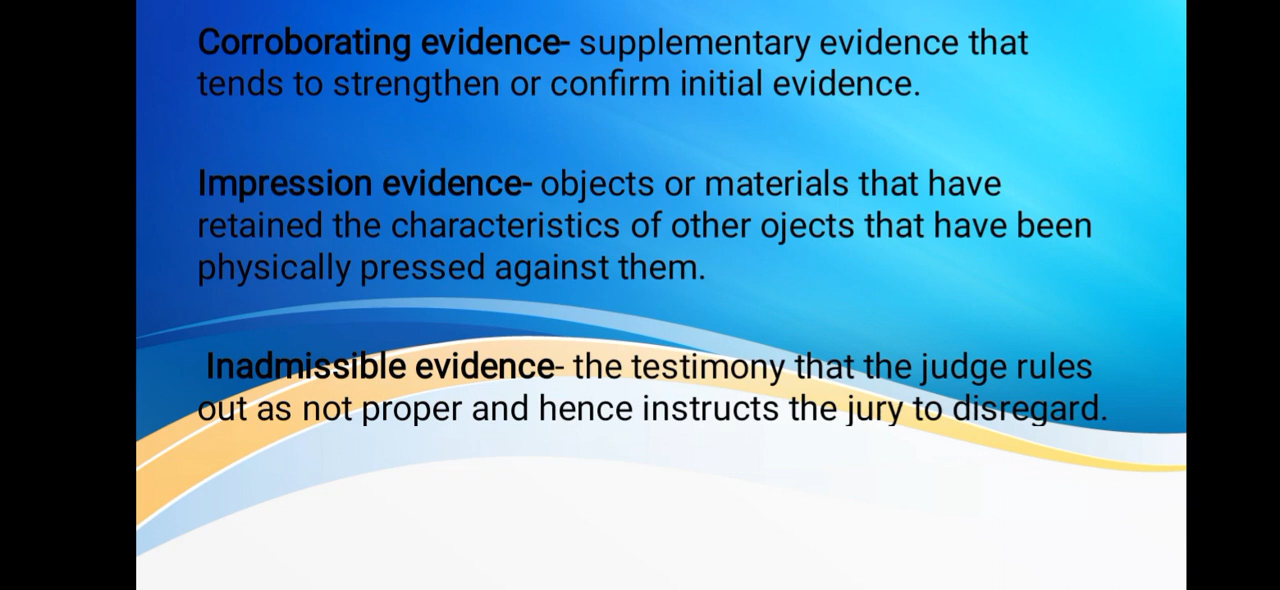 Corroborating evidence- supplementary evidence that
tends to strengthen or confirm initial evidence.
Impression evidence- objects or materials that have
retained the characteristics of other ojects that have been
physically pressed against them.
Inadmissible evidence- the testimony that the judge rules
out as not proper and hence instructs the jury to disregard.